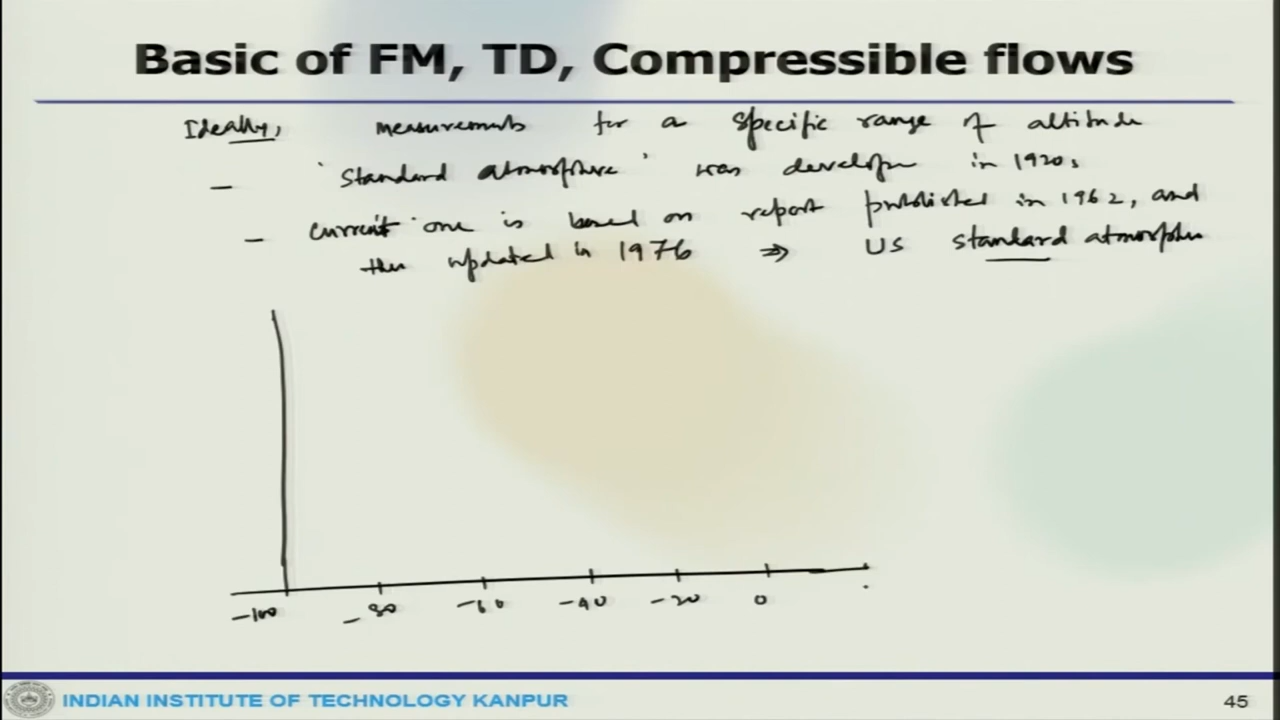 Basic of FM, TD, Compressible flows
Ideally, measurements for a specific range of altitude
- 'standard atmosphere' was develope in 1920s
- current one is based on report published in 1962, and
then updated in 1976 ⇒ US standard atmosphere
-100 -80 -60 -40 -20 0
INDIAN INSTITUTE OF TECHNOLOGY KANPUR
45